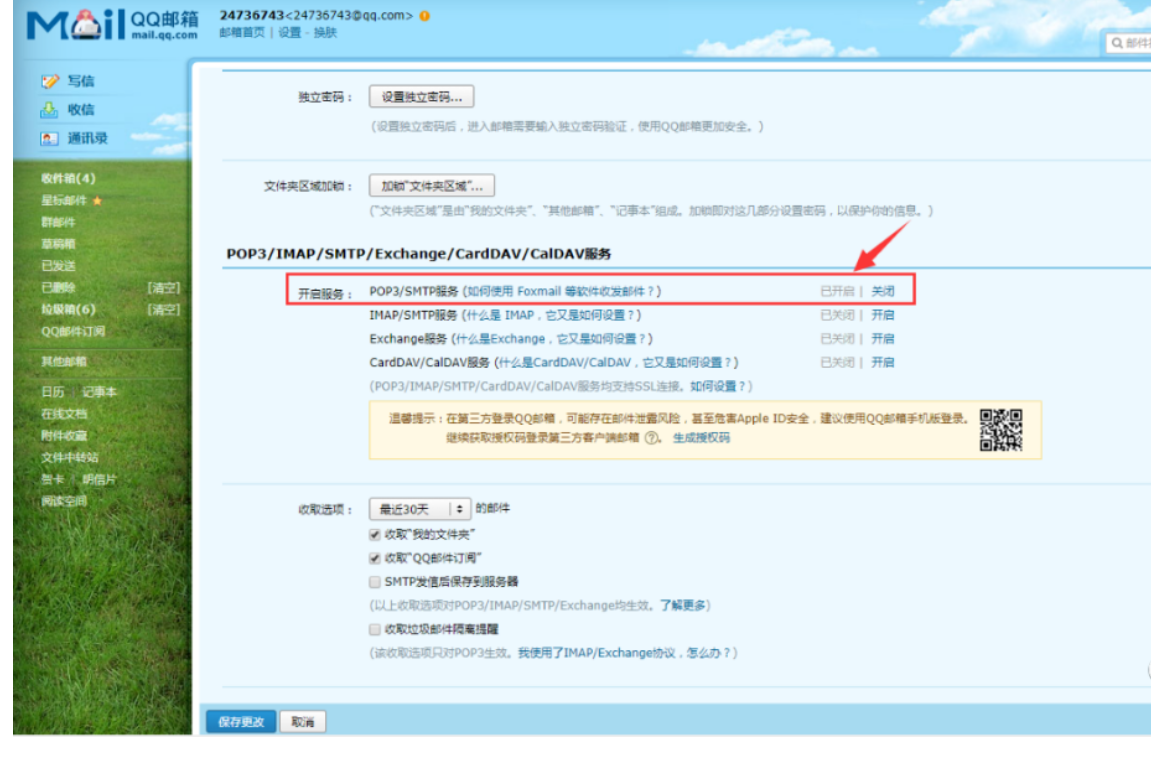 Mail QQ邮箱
mail.qq.com
24736743<24736743@qq.com>
邮箱首页 | 设置 - 换肤
邮件
写信
收信
通讯录
收件箱(4)
星标邮件
群邮件
草稿箱
已发送
已删除 [清空]
垃圾箱(6) [清空]
QQ邮件订阅
其他邮箱
日历 | 记事本
在线文档
附件收藏
文件中转站
贺卡 | 明信片
阅读空间
独立密码： 设置独立密码...
(设置独立密码后，进入邮箱需要输入独立密码验证，使用QQ邮箱更加安全。)
文件夹区域加锁： 加锁"文件夹区域"...
("文件夹区域"是由"我的文件夹"、"其他邮箱"、"记事本"组成。加锁即对这几部分设置密码，以保护你的信息。)
POP3/IMAP/SMTP/Exchange/CardDAV/CalDAV服务
开启服务： POP3/SMTP服务 (如何使用 Foxmail 等软件收发邮件？) 已开启 | 关闭
IMAP/SMTP服务 (什么是 IMAP，它又是如何设置？) 已关闭 | 开启
Exchange服务 (什么是Exchange，它又是如何设置？) 已关闭 | 开启
CardDAV/CalDAV服务 (什么是CardDAV/CalDAV，它又是如何设置？) 已关闭 | 开启
(POP3/IMAP/SMTP/CardDAV/CalDAV服务均支持SSL连接。如何设置？)
温馨提示：在第三方登录QQ邮箱，可能存在邮件泄露风险，甚至危害Apple ID安全，建议使用QQ邮箱手机版登录。
继续获取授权码登录第三方客户端邮箱 ?。 生成授权码
收取选项： 最近30天 的邮件
收取"我的文件夹"
收取"QQ邮件订阅"
SMTP发信后保存到服务器
(以上收取选项对POP3/IMAP/SMTP/Exchange均生效。了解更多)
收取垃圾邮件隔离提醒
(该收取选项只对POP3生效。我使用了IMAP/Exchange协议，怎么办？)
保存更改 取消